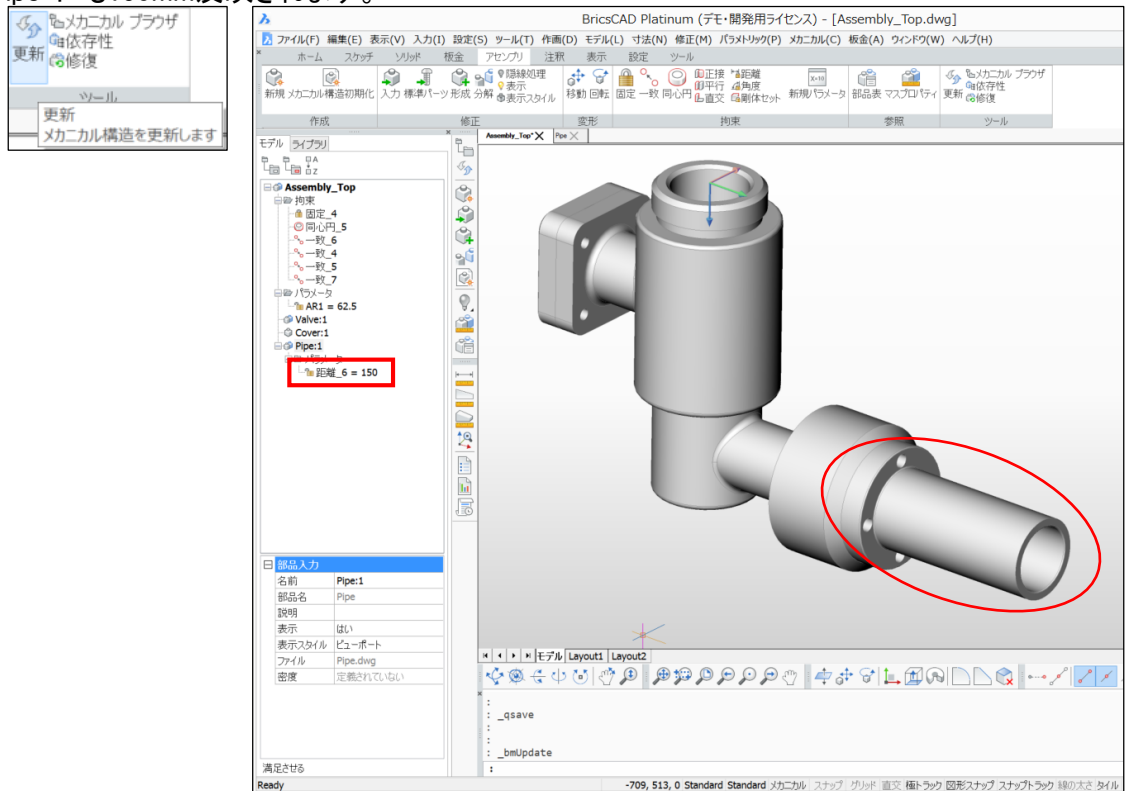 メカニカル ブラウザ
依存性
更新
修復
ツール
更新
メカニカル構造を更新します
BricsCAD Platinum (デモ・開発用ライセンス) - [Assembly_Top.dwg]
ファイル(F) 編集(E) 表示(V) 入力(I) 設定(S) ツール(T) 作画(D) モデル(L) 寸法(N) 修正(M) パラメトリック(P) メカニカル(C) 板金(A) ウィンドウ(W) ヘルプ(H)
ホーム スケッチ ソリッド 板金 アセンブリ 注釈 表示 設定 ツール
隠線処理 正接 距離 メカニカル ブラウザ
表示 平行 角度 依存性
新規 メカニカル構造初期化 入力 標準パーツ 形成 分解 表示スタイル 移動 回転 固定 一致 同心円 直交 剛体セット 新規パラメータ 部品表 マスプロパティ 更新 修復
作成 修正 変形 拘束 参照 ツール
Assembly_Top* Pipe
モデル ライブラリ
Assembly_Top
拘束
固定_4
同心円_5
一致_6
一致_4
一致_5
一致_7
パラメータ
AR1 = 62.5
Valve:1
Cover:1
Pipe:1
パラメータ
距離_6 = 150
部品入力
名前 Pipe:1
部品名 Pipe
説明
表示 はい
表示スタイル ビューポート
ファイル Pipe.dwg
密度 定義されていない
モデル Layout1 Layout2
:
: _qsave
:
:
: _bmUpdate
:
満足させる
Ready -709, 513, 0 Standard Standard メカニカル スナップ グリッド 直交 極トラック 図形スナップ スナップトラック 線の太さ タイル